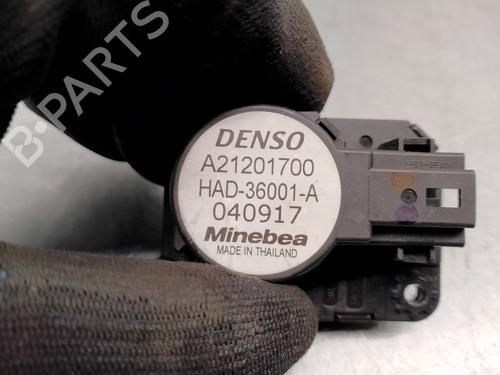 B-PARTS
DENSO
A21201700
HAD-36001-A
040917
Minebea
MADE IN THAILAND